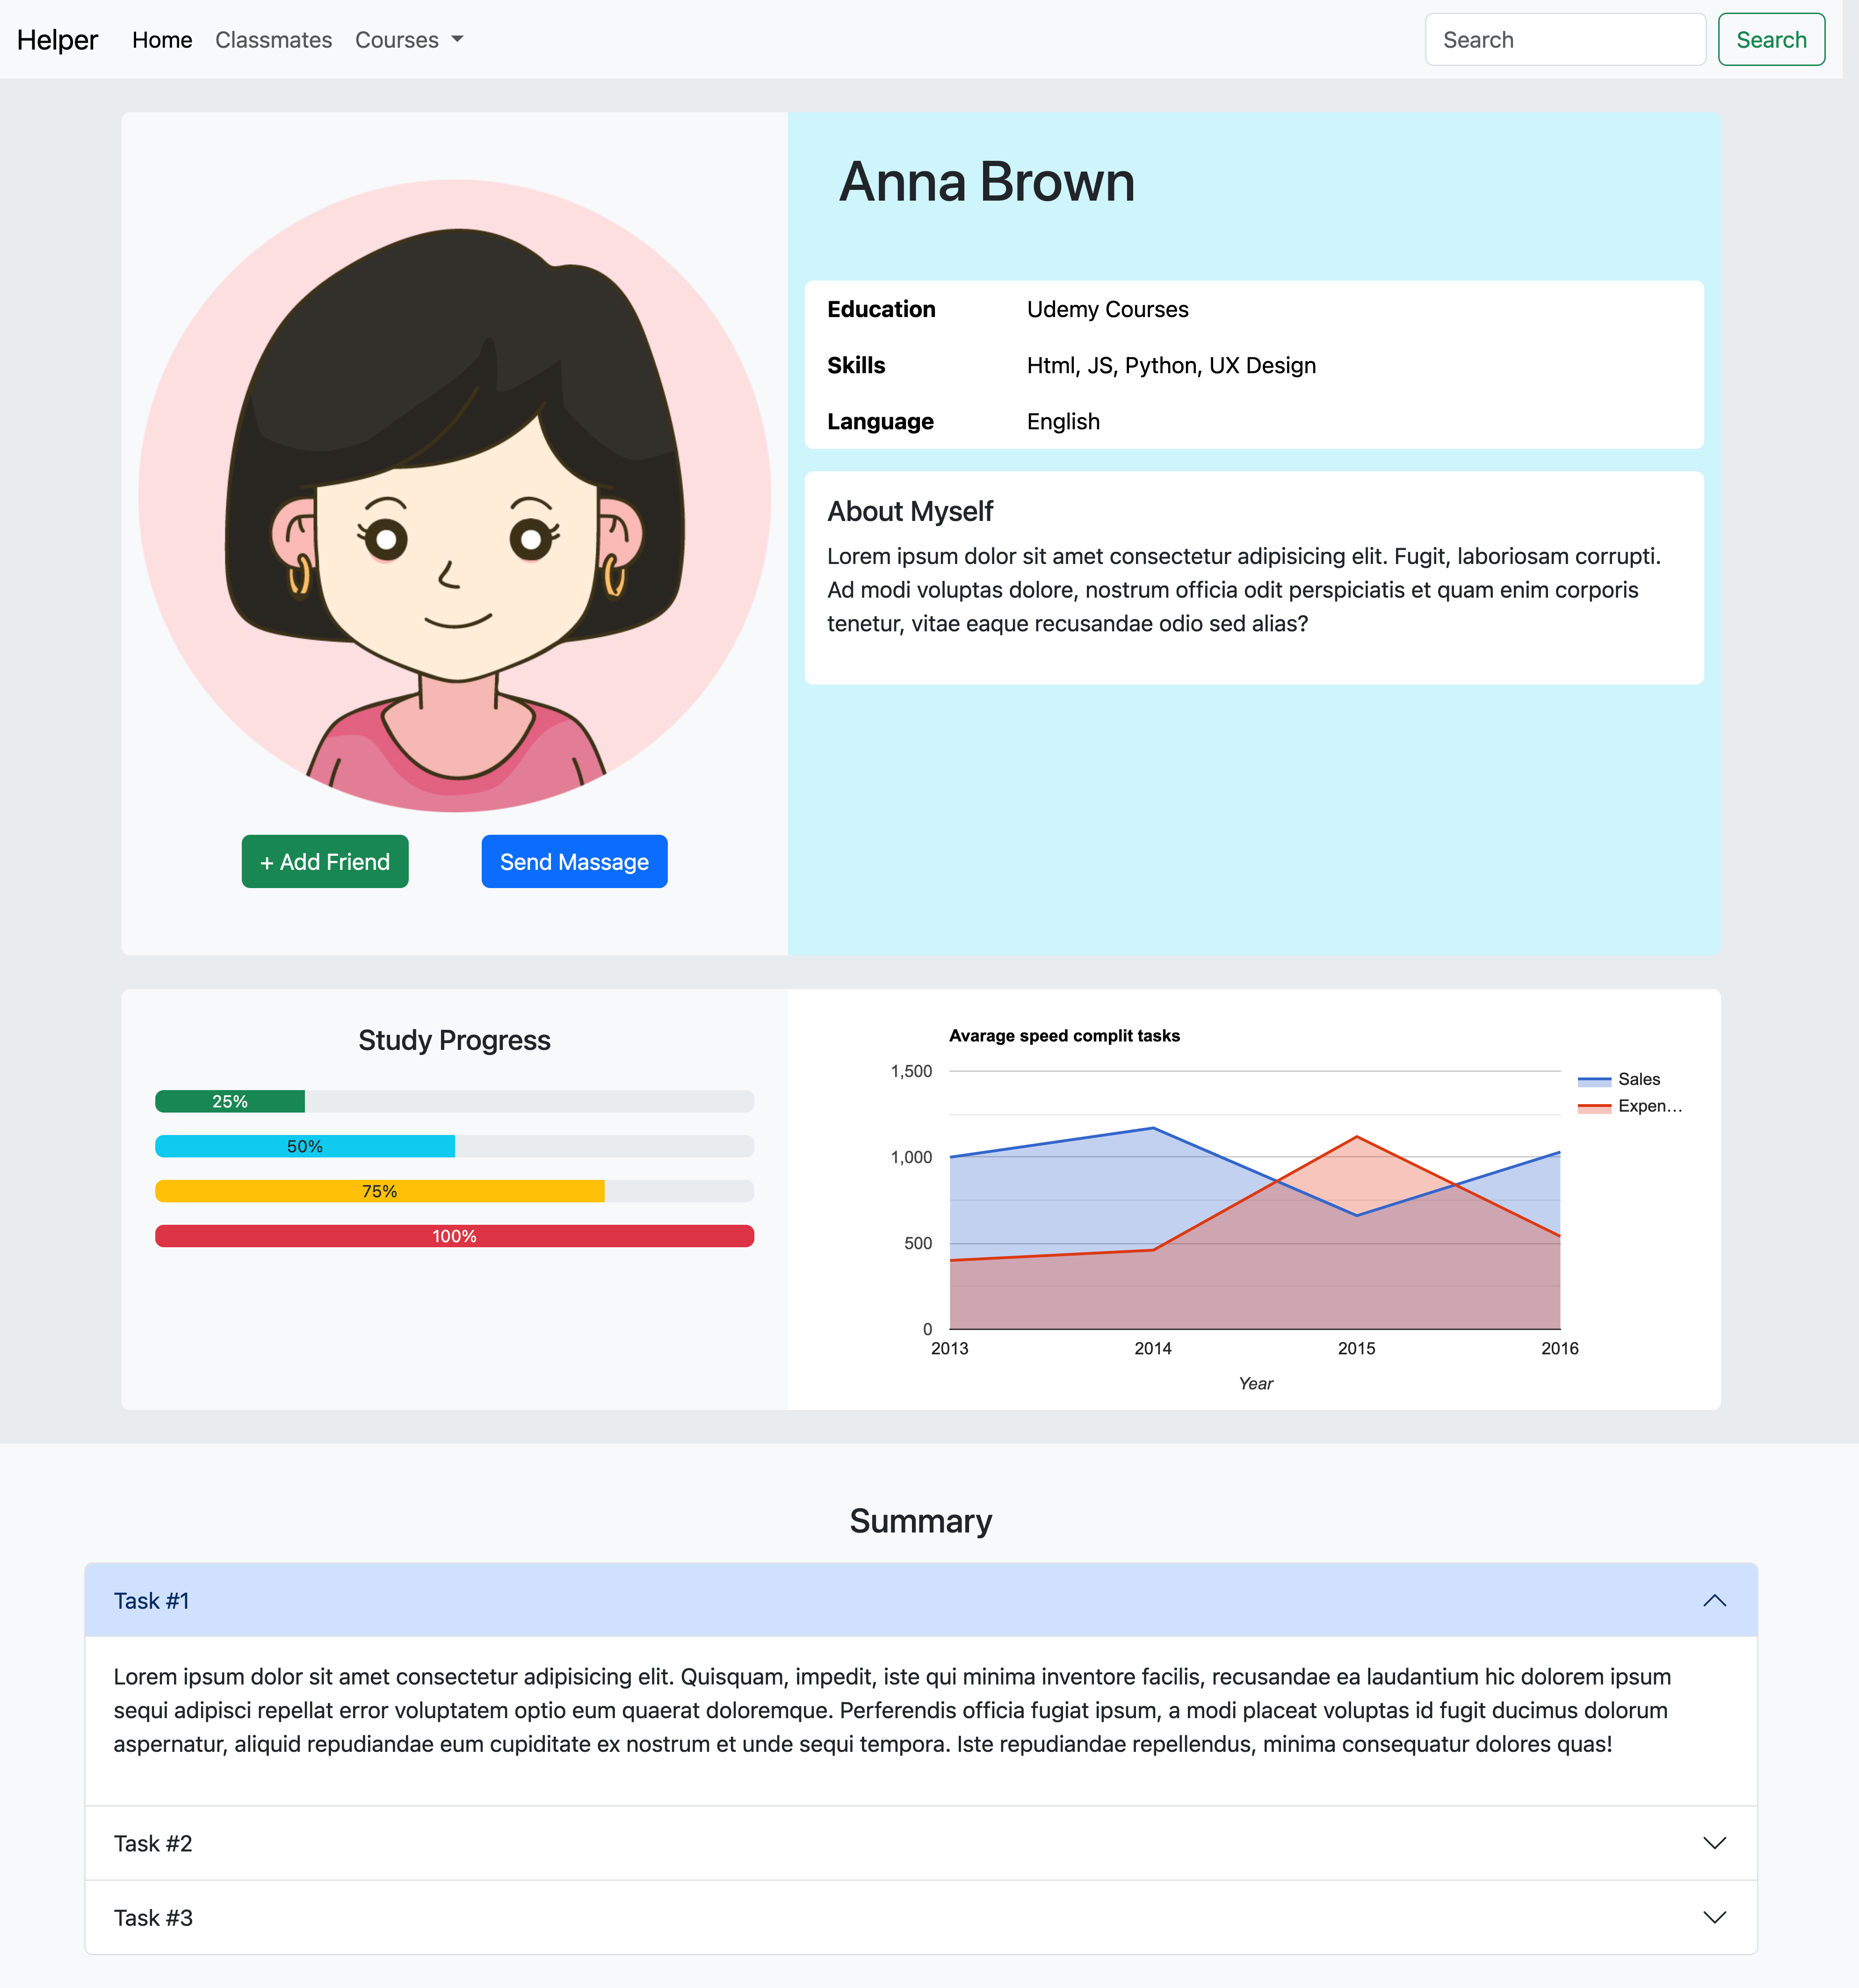 Helper Home Classmates Courses Search Search
Anna Brown
Education Udemy Courses
Skills Html, JS, Python, UX Design
Language English
About Myself
Lorem ipsum dolor sit amet consectetur adipisicing elit. Fugit, laboriosam corrupti.
Ad modi voluptas dolore, nostrum officia odit perspiciatis et quam enim corporis
tenetur, vitae eaque recusandae odio sed alias?
+ Add Friend Send Massage
Study Progress
25%
50%
75%
100%
Avarage speed complit tasks
1,500
1,000
500
0
2013 2014 2015 2016
Year
Sales
Expen...
Summary
Task #1
Lorem ipsum dolor sit amet consectetur adipisicing elit. Quisquam, impedit, iste qui minima inventore facilis, recusandae ea laudantium hic dolorem ipsum
sequi adipisci repellat error voluptatem optio eum quaerat doloremque. Perferendis officia fugiat ipsum, a modi placeat voluptas id fugit ducimus dolorum
aspernatur, aliquid repudiandae eum cupiditate ex nostrum et unde sequi tempora. Iste repudiandae repellendus, minima consequatur dolores quas!
Task #2
Task #3